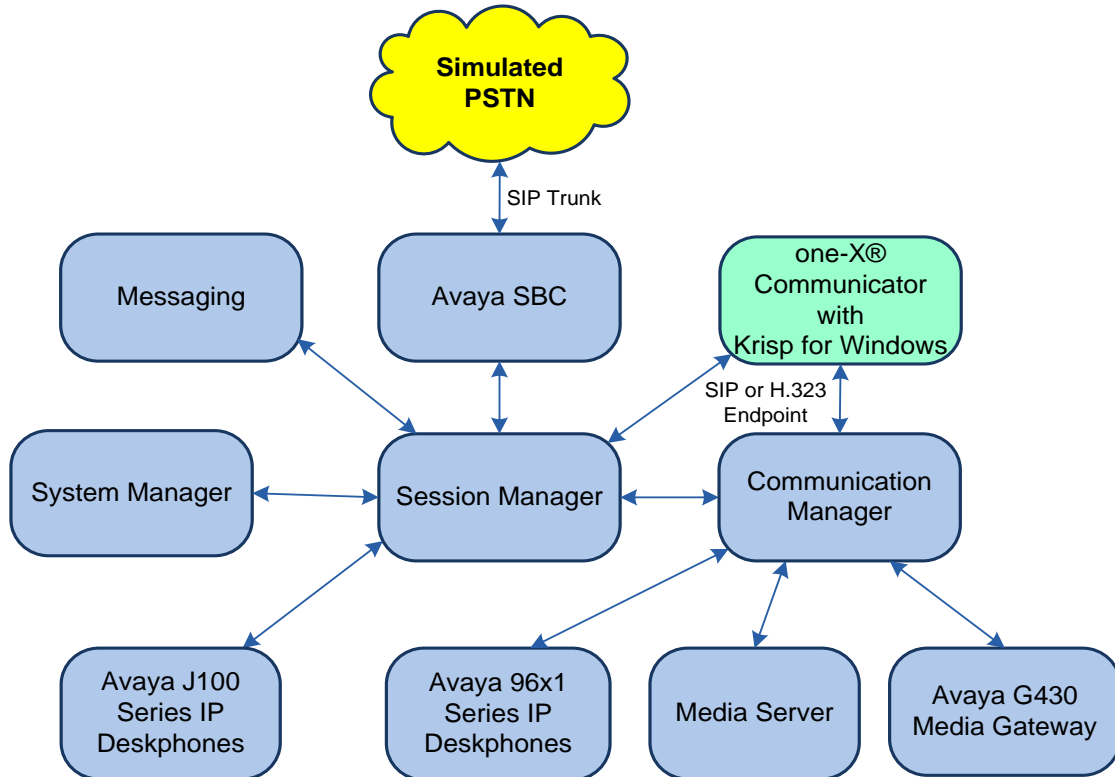 Simulated
PSTN
SIP Trunk
Messaging
Avaya SBC
one-X®
Communicator
with
Krisp for Windows
SIP or H.323
Endpoint
System Manager
Session Manager
Communication
Manager
Avaya J100
Series IP
Deskphones
Avaya 96x1
Series IP
Deskphones
Media Server
Avaya G430
Media Gateway